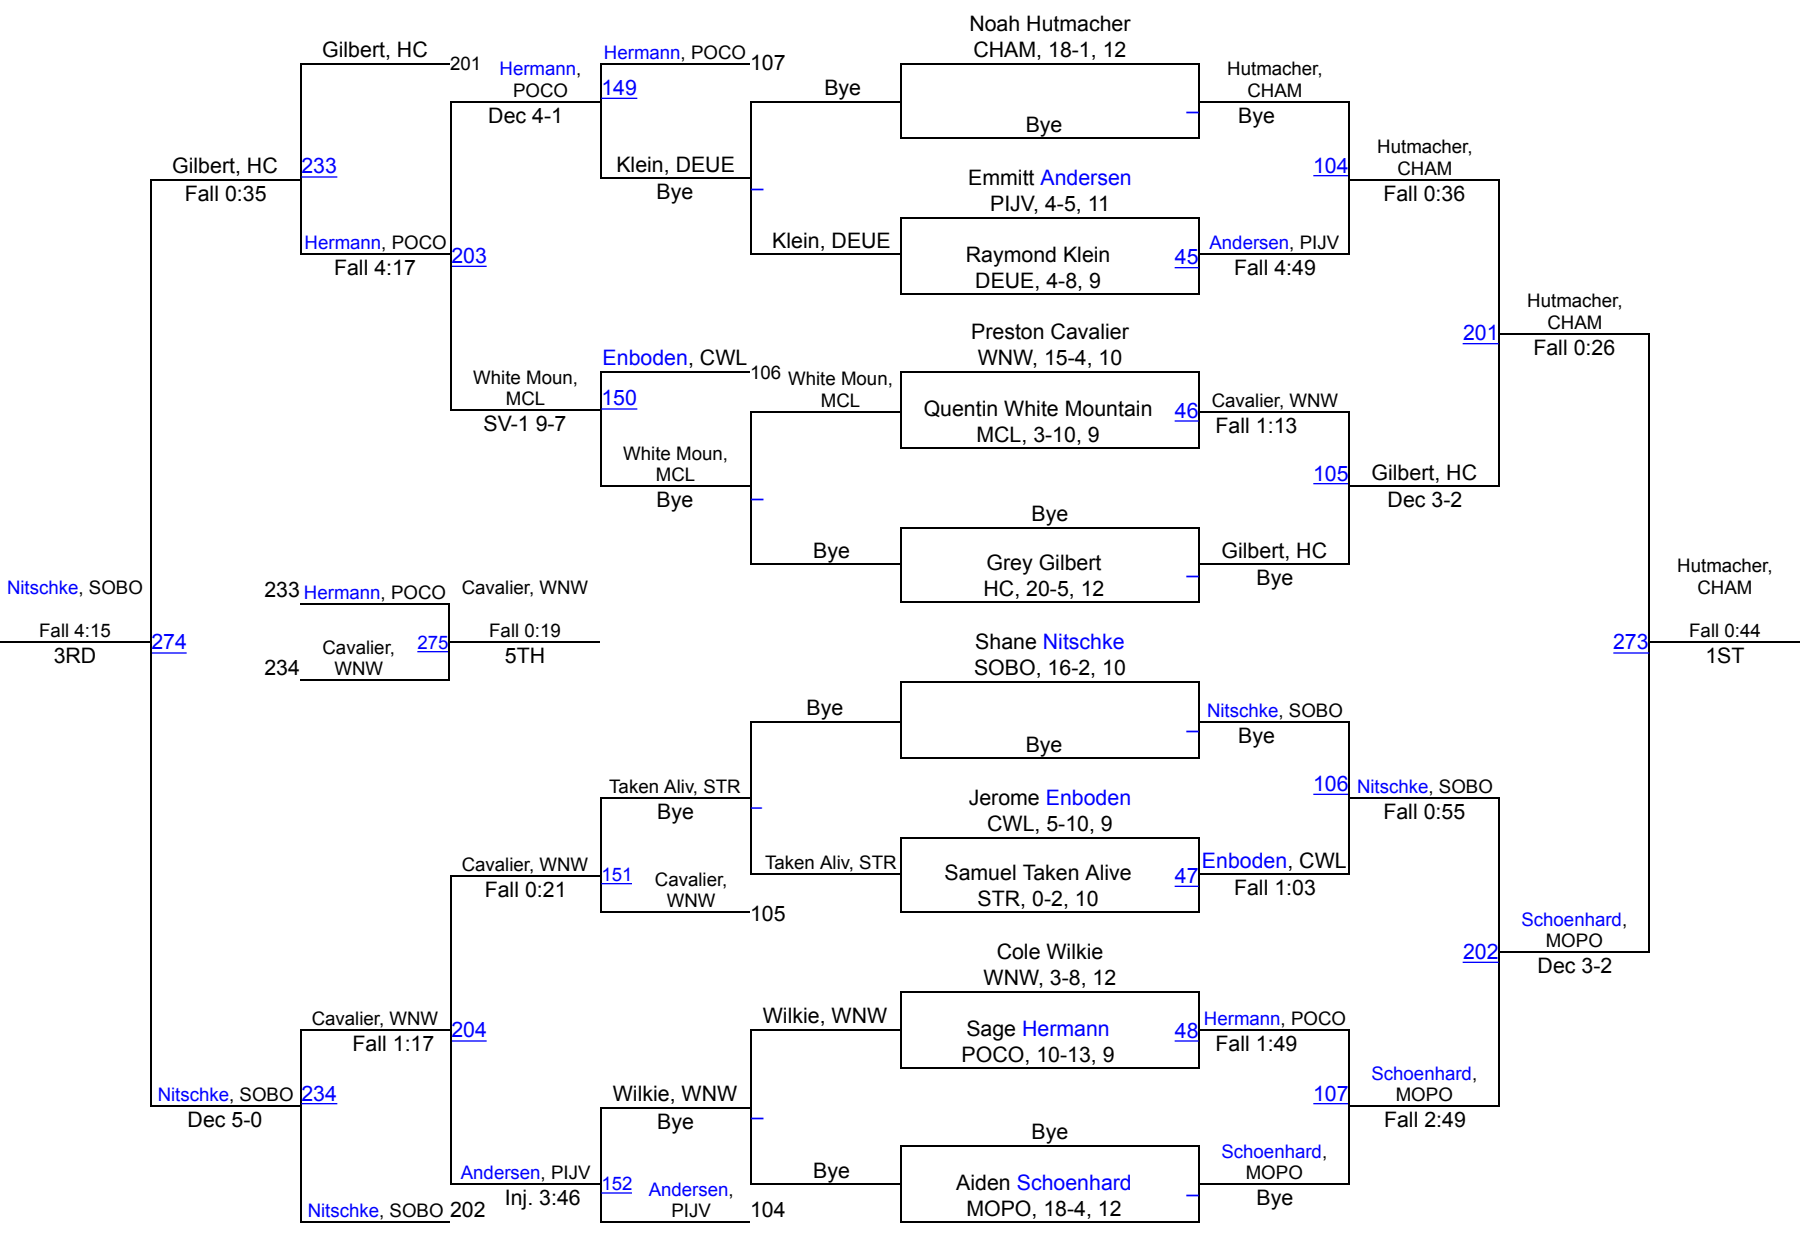 Noah Hutmacher
CHAM, 18-1, 12
Gilbert, HC
201
Hermann,
POCO
Dec 4-1
Hermann, POCO
107
149
Bye
Bye
Hutmacher,
CHAM
Bye
Gilbert, HC
233
Fall 0:35
Klein, DEUE
Bye
Emmitt Andersen
PIJV, 4-5, 11
104
Hutmacher,
CHAM
Fall 0:36
Hermann, POCO
203
Fall 4:17
Klein, DEUE
Raymond Klein
DEUE, 4-8, 9
45
Andersen, PIJV
Fall 4:49
Preston Cavalier
WNW, 15-4, 10
201
Hutmacher,
CHAM
Fall 0:26
Enboden, CWL
106
White Moun,
MCL
SV-1 9-7
150
White Moun,
MCL
Quentin White Mountain
MCL, 3-10, 9
46
Cavalier, WNW
Fall 1:13
White Moun,
MCL
Bye
105
Gilbert, HC
Dec 3-2
Bye
Bye
Grey Gilbert
HC, 20-5, 12
Gilbert, HC
Bye
Nitschke, SOBO
Fall 4:15
3RD
274
233
Hermann, POCO
234
Cavalier,
WNW
275
Cavalier, WNW
Fall 0:19
5TH
273
Hutmacher,
CHAM
Fall 0:44
1ST
Shane Nitschke
SOBO, 16-2, 10
Bye
Bye
Nitschke, SOBO
Bye
Taken Aliv, STR
Bye
Jerome Enboden
CWL, 5-10, 9
106
Nitschke, SOBO
Fall 0:55
Cavalier, WNW
Fall 0:21
151
Cavalier,
WNW
105
Taken Aliv, STR
Samuel Taken Alive
STR, 0-2, 10
47
Enboden, CWL
Fall 1:03
Cole Wilkie
WNW, 3-8, 12
202
Schoenhard,
MOPO
Dec 3-2
Cavalier, WNW
204
Fall 1:17
Wilkie, WNW
Sage Hermann
POCO, 10-13, 9
48
Hermann, POCO
Fall 1:49
Nitschke, SOBO
234
Dec 5-0
Wilkie, WNW
Bye
Bye
107
Schoenhard,
MOPO
Fall 2:49
Andersen, PIJV
Inj. 3:46
152
Andersen,
PIJV
104
Bye
Aiden Schoenhard
MOPO, 18-4, 12
Schoenhard,
MOPO
Bye
Nitschke, SOBO
202